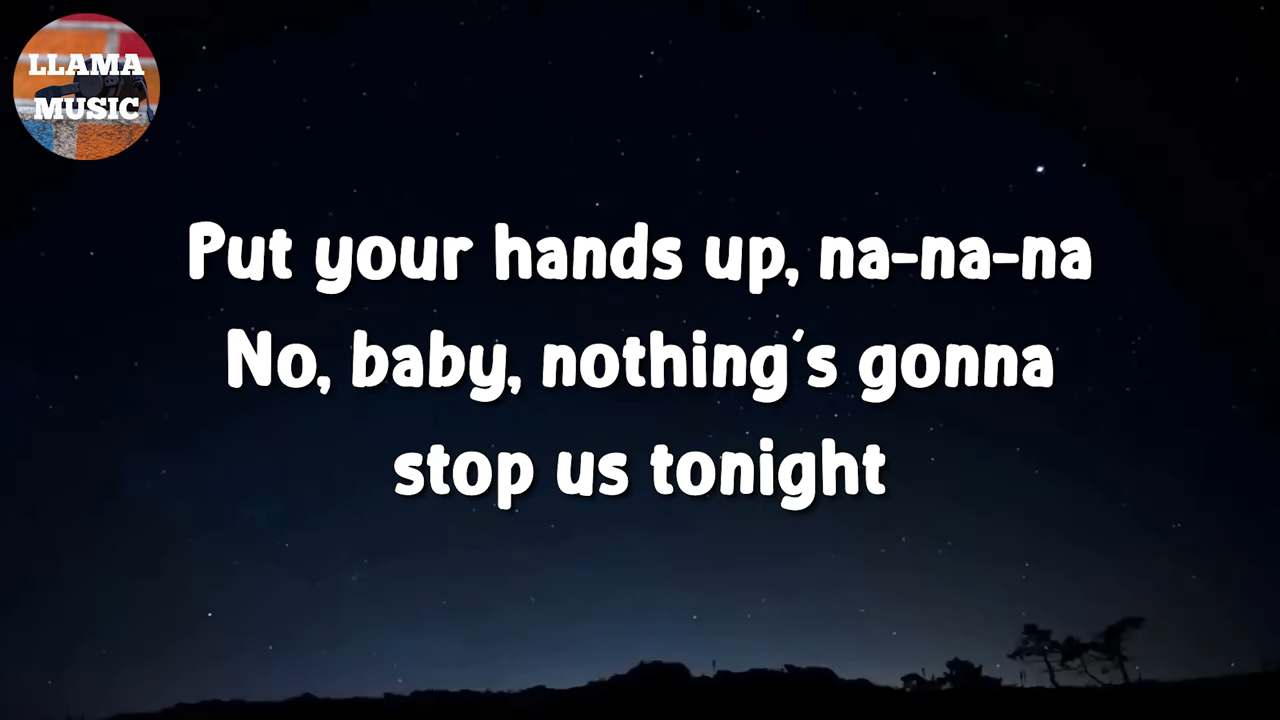 LLAMA
MUSIC
Put your hands up, na-na-na
No, baby, nothing's gonna
stop us tonight